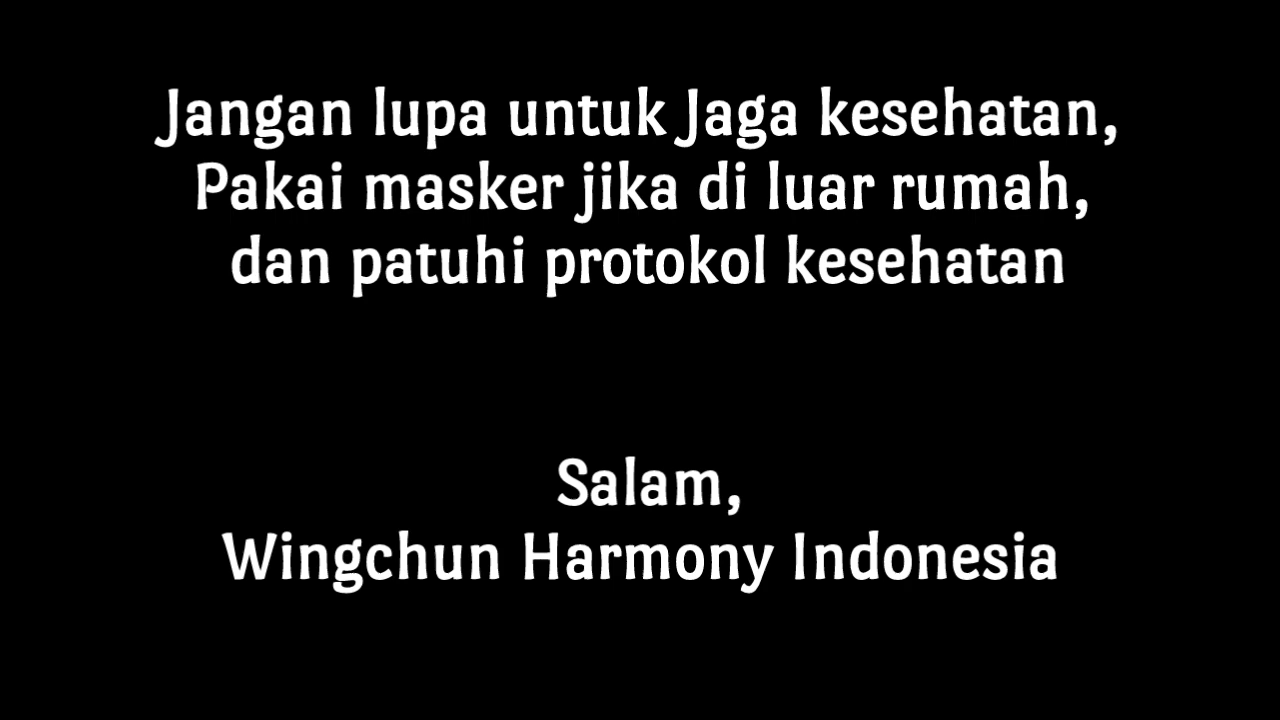 Jangan lupa untuk Jaga kesehatan,
Pakai masker jika di luar rumah,
dan patuhi protokol kesehatan
Salam,
Wingchun Harmony Indonesia